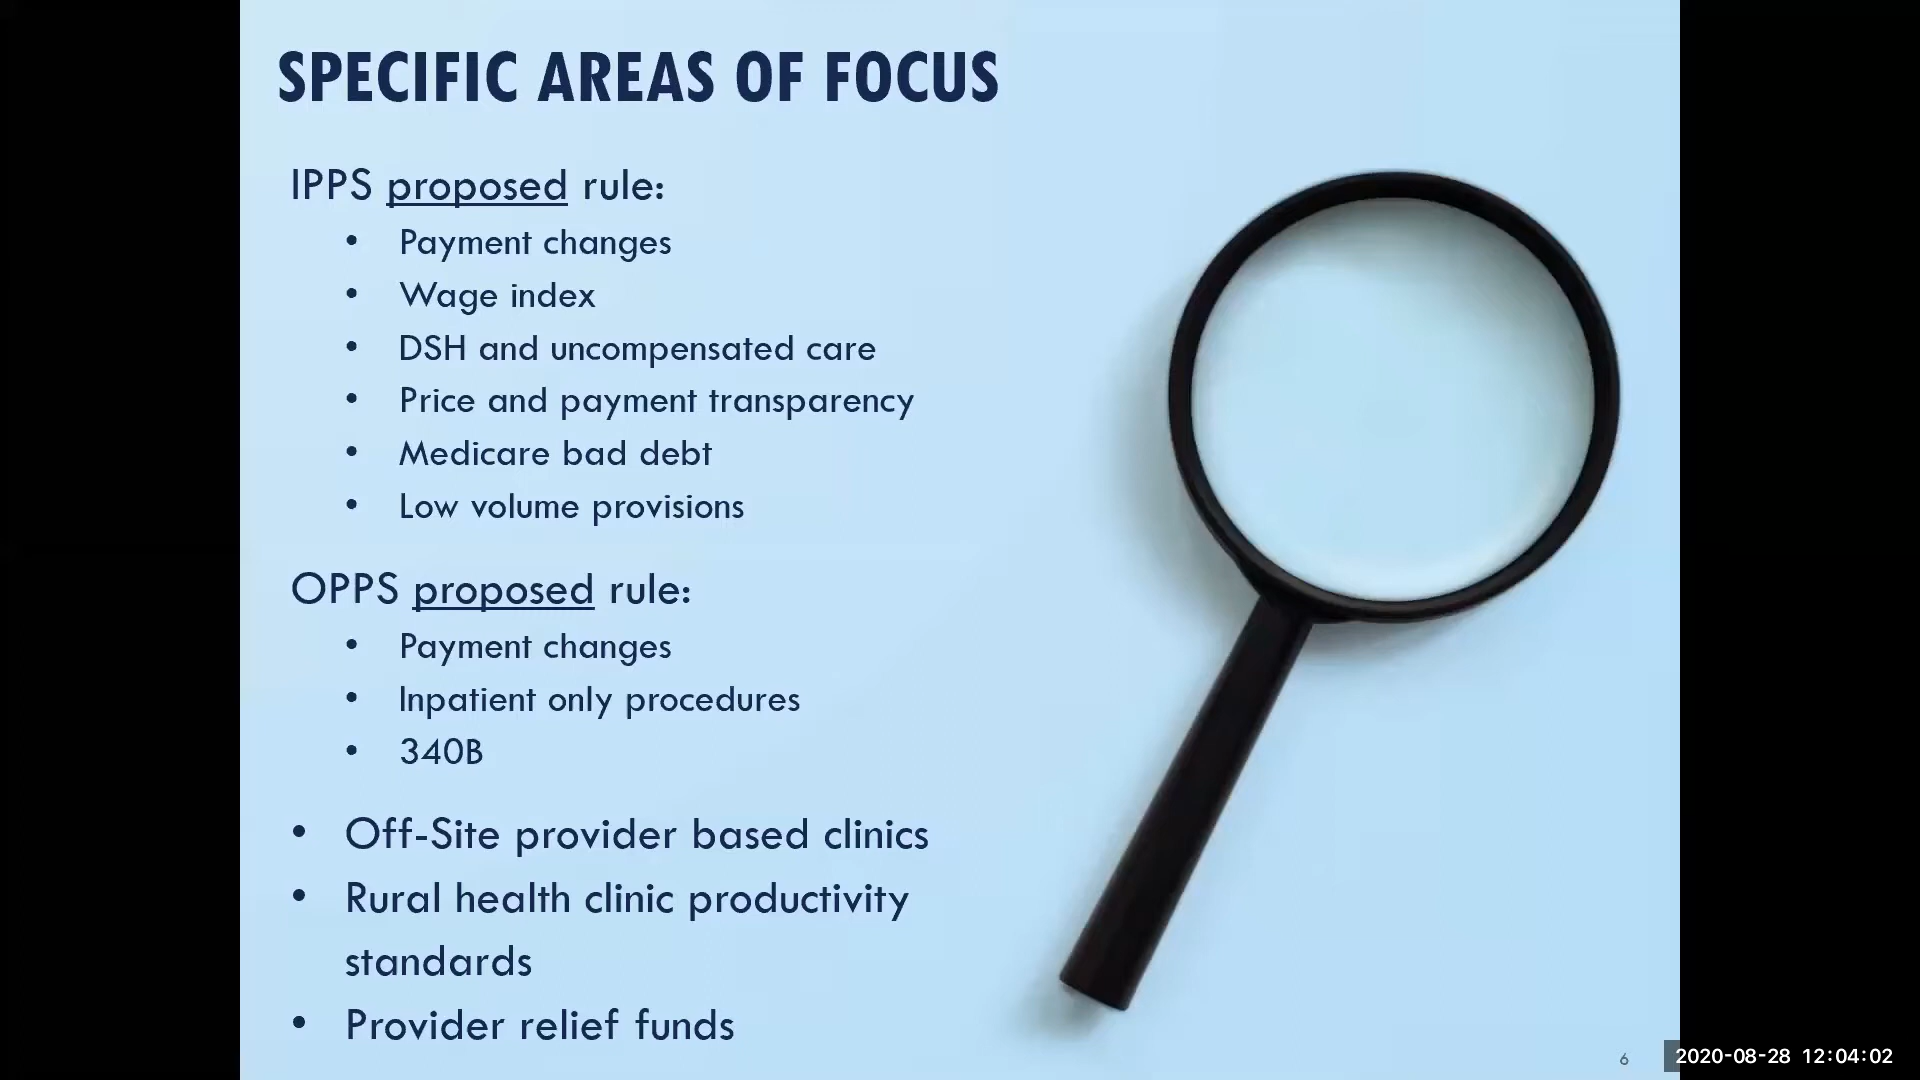 SPECIFIC AREAS OF FOCUS
IPPS proposed rule:
• Payment changes
• Wage index
• DSH and uncompensated care
• Price and payment transparency
• Medicare bad debt
• Low volume provisions
OPPS proposed rule:
• Payment changes
• Inpatient only procedures
• 340B
• Off-Site provider based clinics
• Rural health clinic productivity
standards
• Provider relief funds
6
2020-08-28 12:04:02